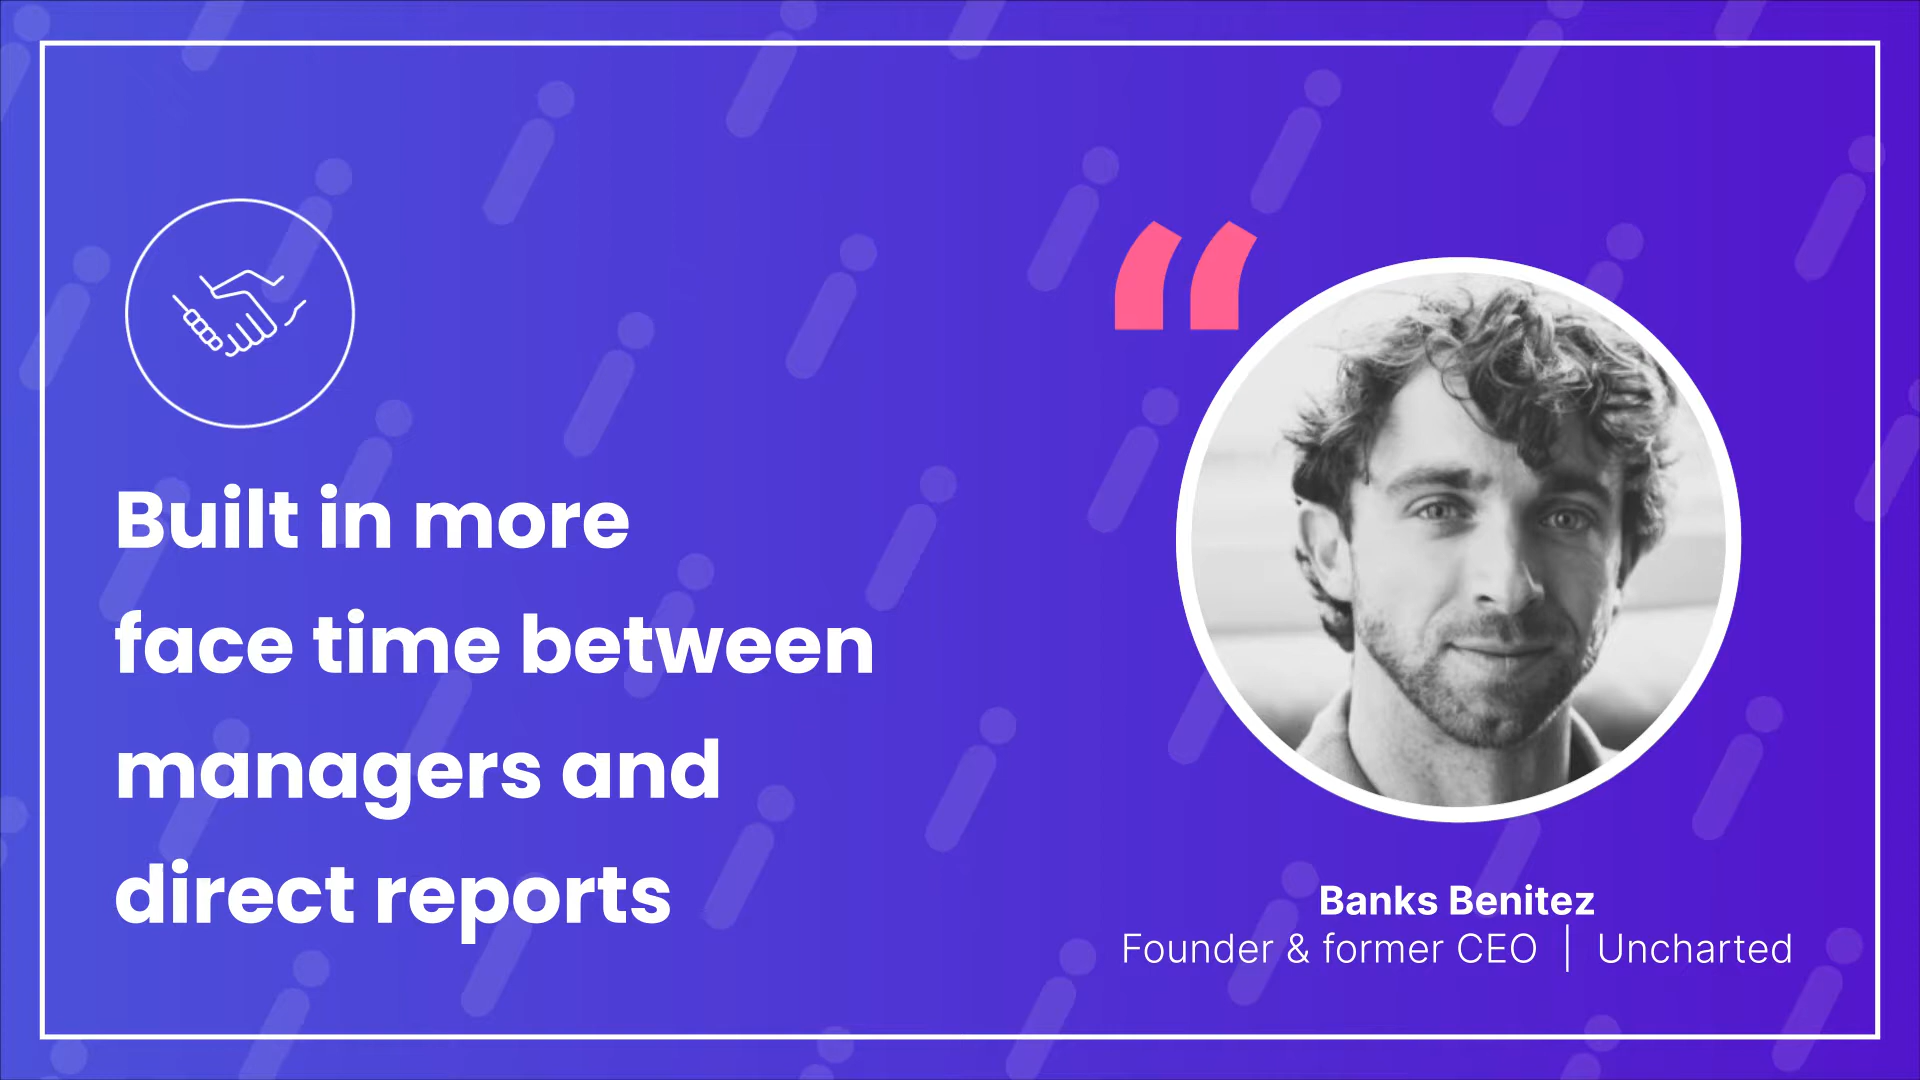 Built in more
face time between
managers and
direct reports
Banks Benitez
Founder & former CEO | Uncharted